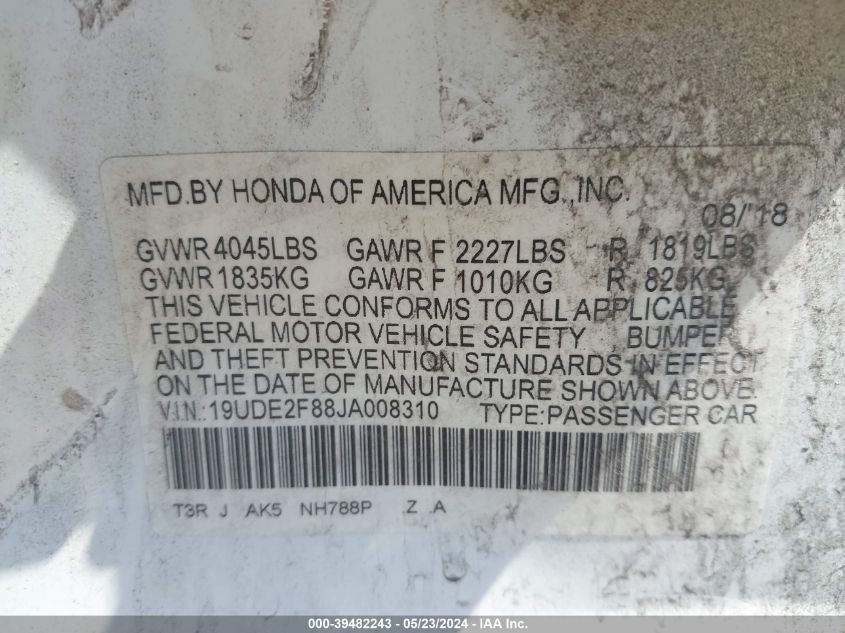 MFD.BY HONDA OF AMERICA MFG.,INC.
08/18
GVWR 4045LBS GAWR F 2227LBS R 1819LBS
GVWR 1835KG GAWR F 1010KG R 825KG
THIS VEHICLE CONFORMS TO ALL APPLICABLE
FEDERAL MOTOR VEHICLE SAFETY BUMPER
AND THEFT PREVENTION STANDARDS IN EFFECT
ON THE DATE OF MANUFACTURE SHOWN ABOVE.
V.I.N.:19UDE2F88JA008310 TYPE:PASSENGER CAR
T3R J AK5 NH788P Z A
000-39482243 - 05/23/2024 - IAA Inc.